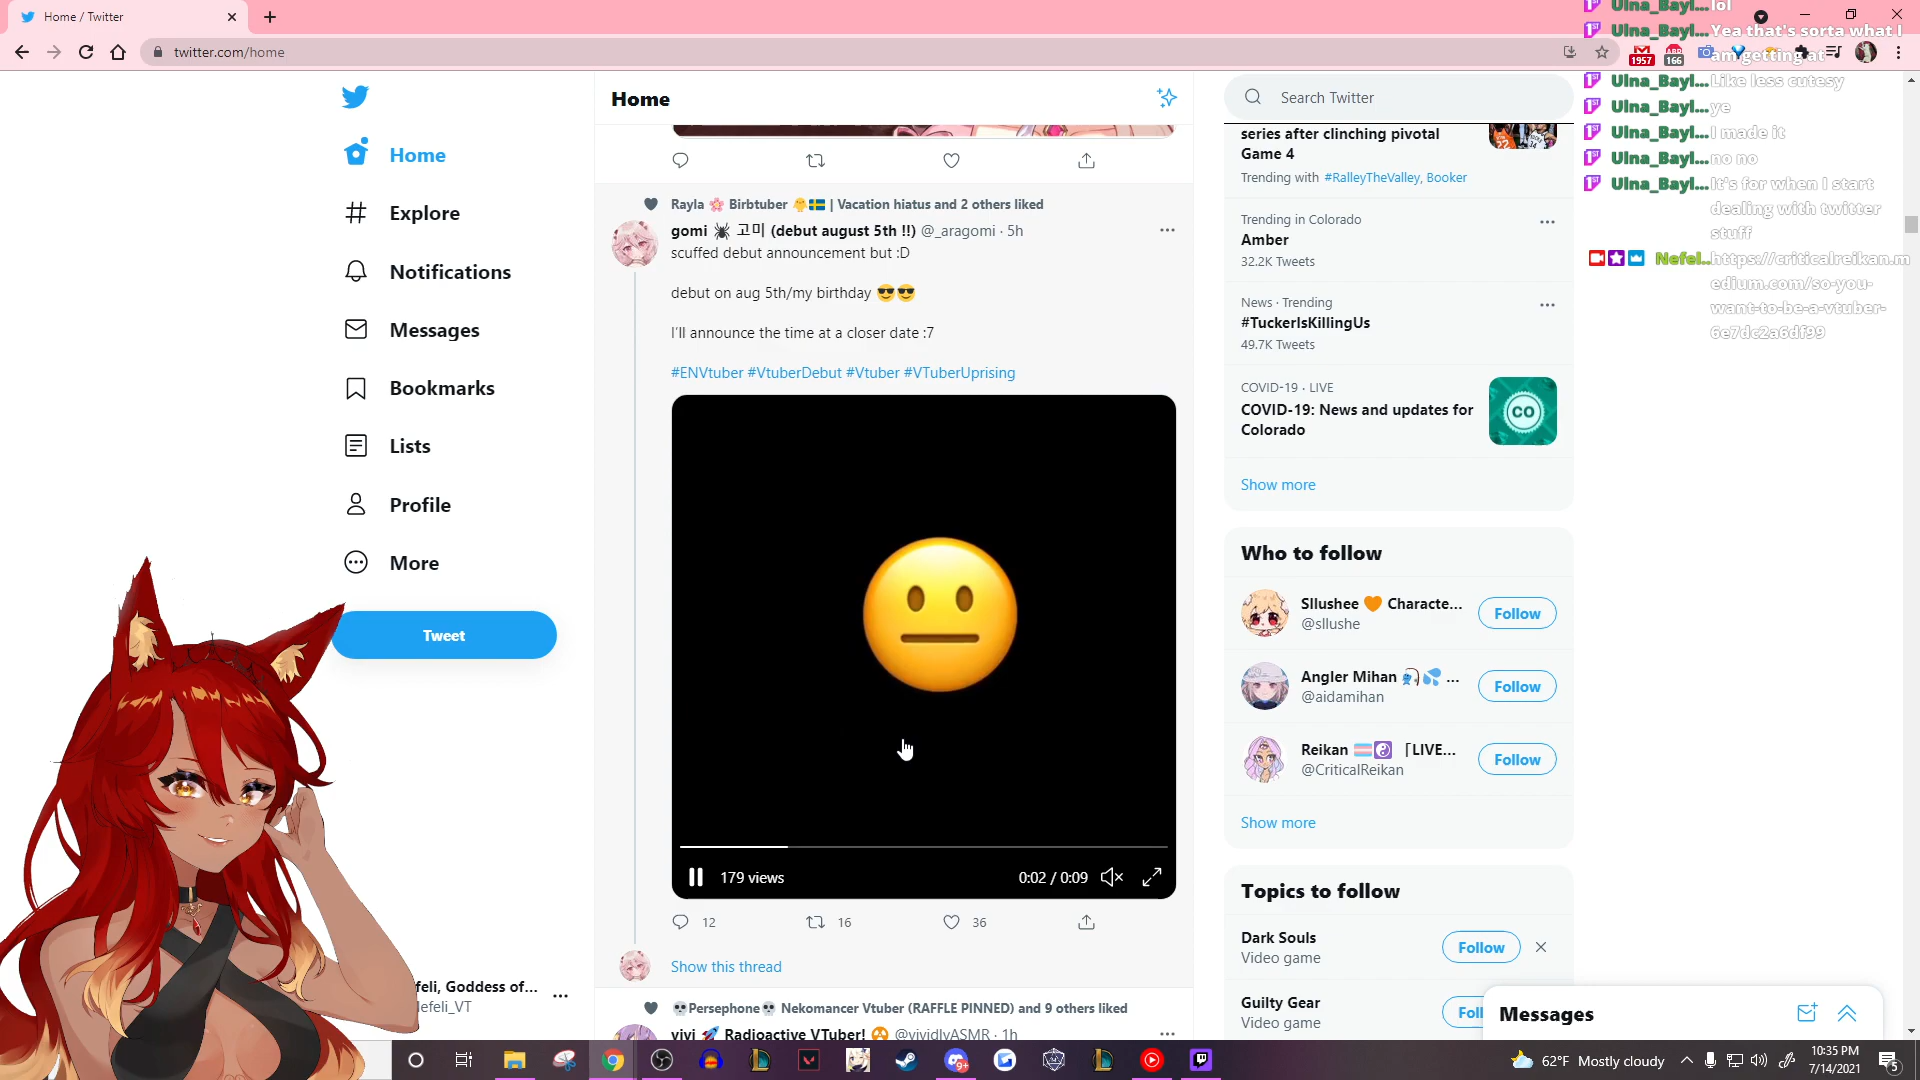 Home / Twitter
twitter.com/home
1957
166
Home
Explore
Notifications
Messages
Bookmarks
Lists
Profile
More
Tweet
feli, Goddess of...
efeli_VT
Home
Rayla 🌸 Birbtuber 🐥🇸🇪 | Vacation hiatus and 2 others liked
gomi 🕷 고미 (debut august 5th !!) @_aragomi · 5h
scuffed debut announcement but :D
debut on aug 5th/my birthday 😎😎
I'll announce the time at a closer date :7
#ENVtuber #VtuberDebut #Vtuber #VTuberUprising
179 views
0:02 / 0:09
12
16
36
Show this thread
💀Persephone💀 Nekomancer Vtuber (RAFFLE PINNED) and 9 others liked
vivi 🚀 Radioactive VTuber! ☢ @vividlyASMR · 1h
Search Twitter
series after clinching pivotal
Game 4
Trending with #RalleyTheValley, Booker
Trending in Colorado
Amber
32.2K Tweets
News · Trending
#TuckerIsKillingUs
49.7K Tweets
COVID-19 · LIVE
COVID-19: News and updates for
Colorado
CO
Show more
Who to follow
Sllushee 🧡 Characte...
@sllushe
Follow
Angler Mihan 🎣💦 ...
@aidamihan
Follow
Reikan 🏳️‍⚧️☯ 「LIVE...
@CriticalReikan
Follow
Show more
Topics to follow
Dark Souls
Video game
Follow
Guilty Gear
Video game
Foll
Messages
Ulna_Bayl...lol
Ulna_Bayl...Yea that's sorta what I
am getting at
Ulna_Bayl...Like less cutesy
Ulna_Bayl...ye
Ulna_Bayl...I made it
Ulna_Bayl...no no
Ulna_Bayl...It's for when I start
dealing with twitter
stuff
Nefel..https://criticalreikan.m
edium.com/so-you-
want-to-be-a-vtuber-
6e7dc2a6df99
9+
62°F Mostly cloudy
10:35 PM
7/14/2021
5